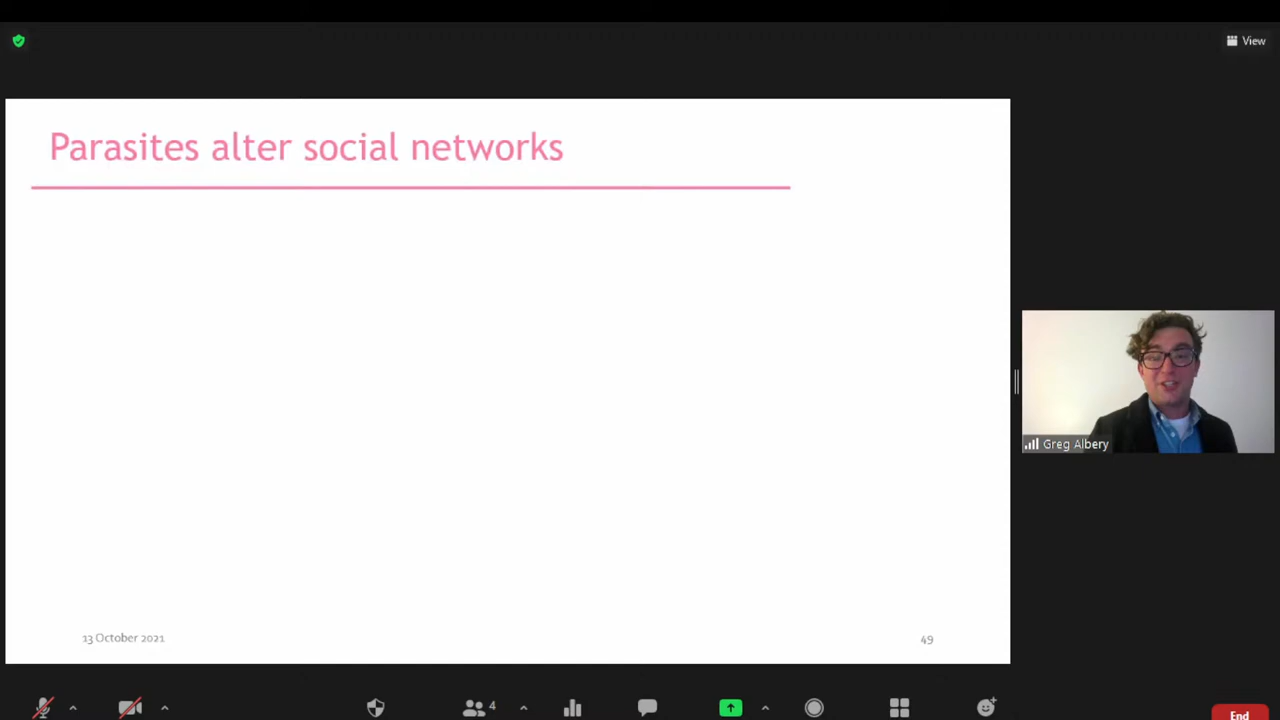 View
Parasites alter social networks
Greg Albery
13 October 2021
49
4
End